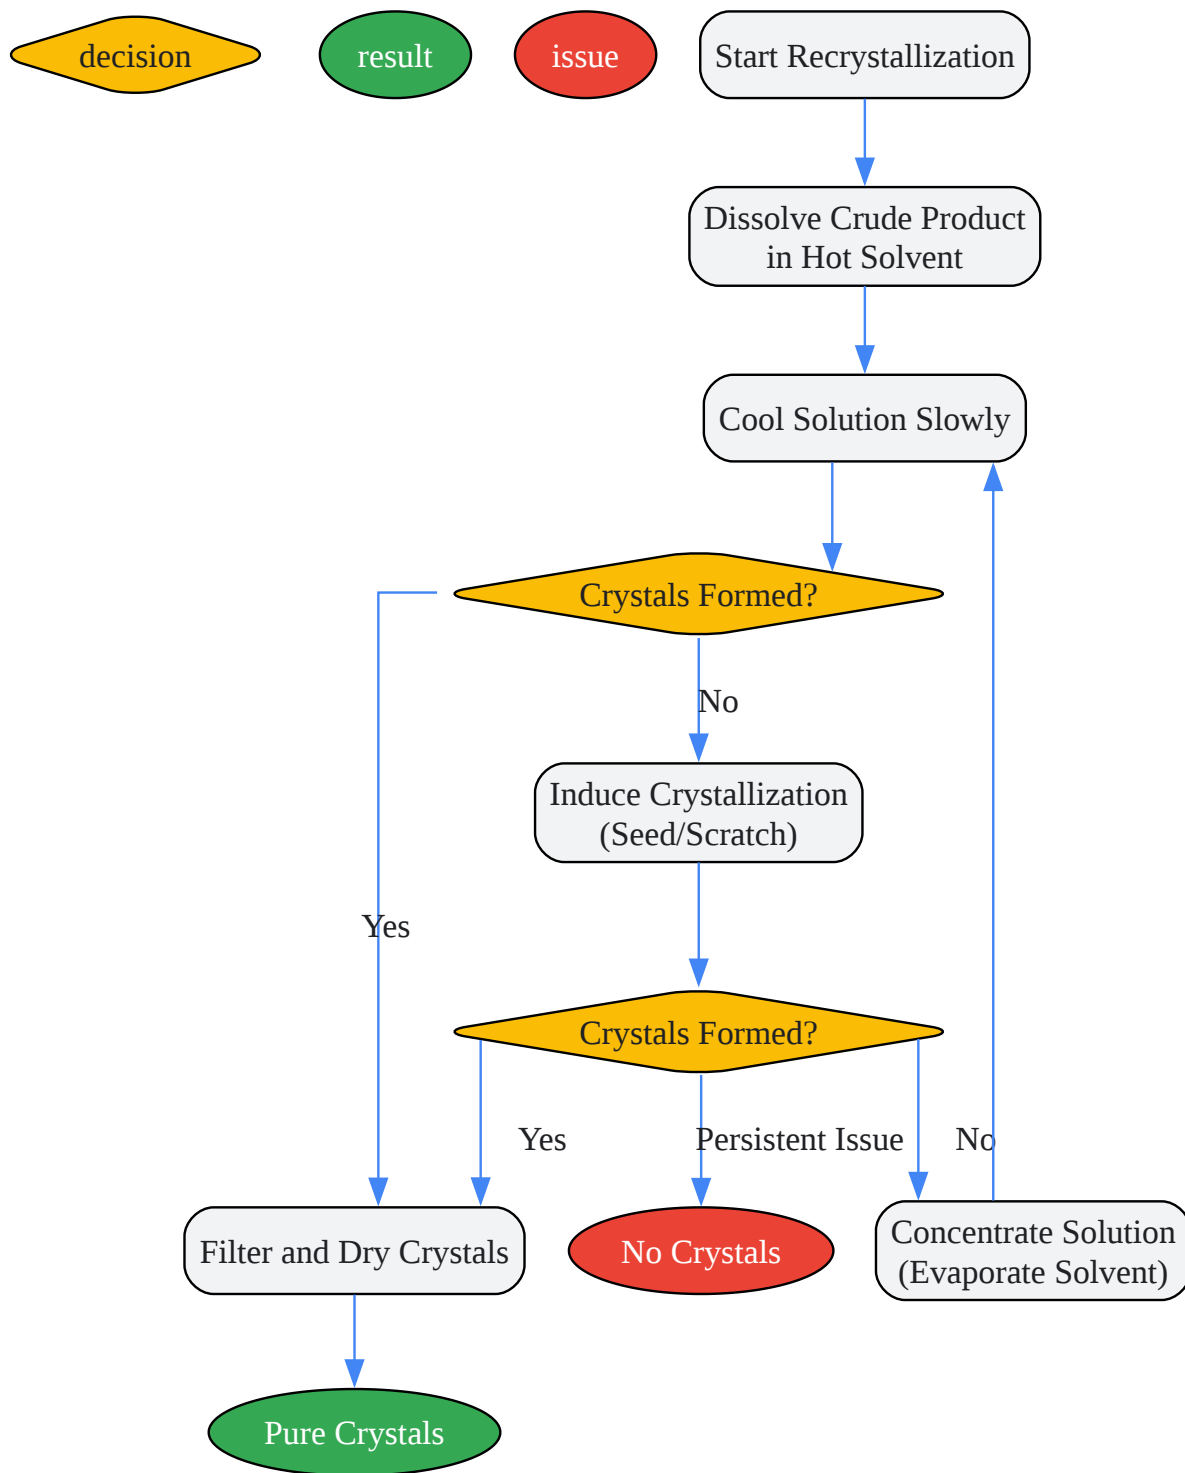 decision
result
issue
Start Recrystallization
Dissolve Crude Product
in Hot Solvent
Cool Solution Slowly
Crystals Formed?
No
Induce Crystallization
(Seed/Scratch)
Yes
Crystals Formed?
Yes
Persistent Issue
No
Filter and Dry Crystals
No Crystals
Concentrate Solution
(Evaporate Solvent)
Pure Crystals